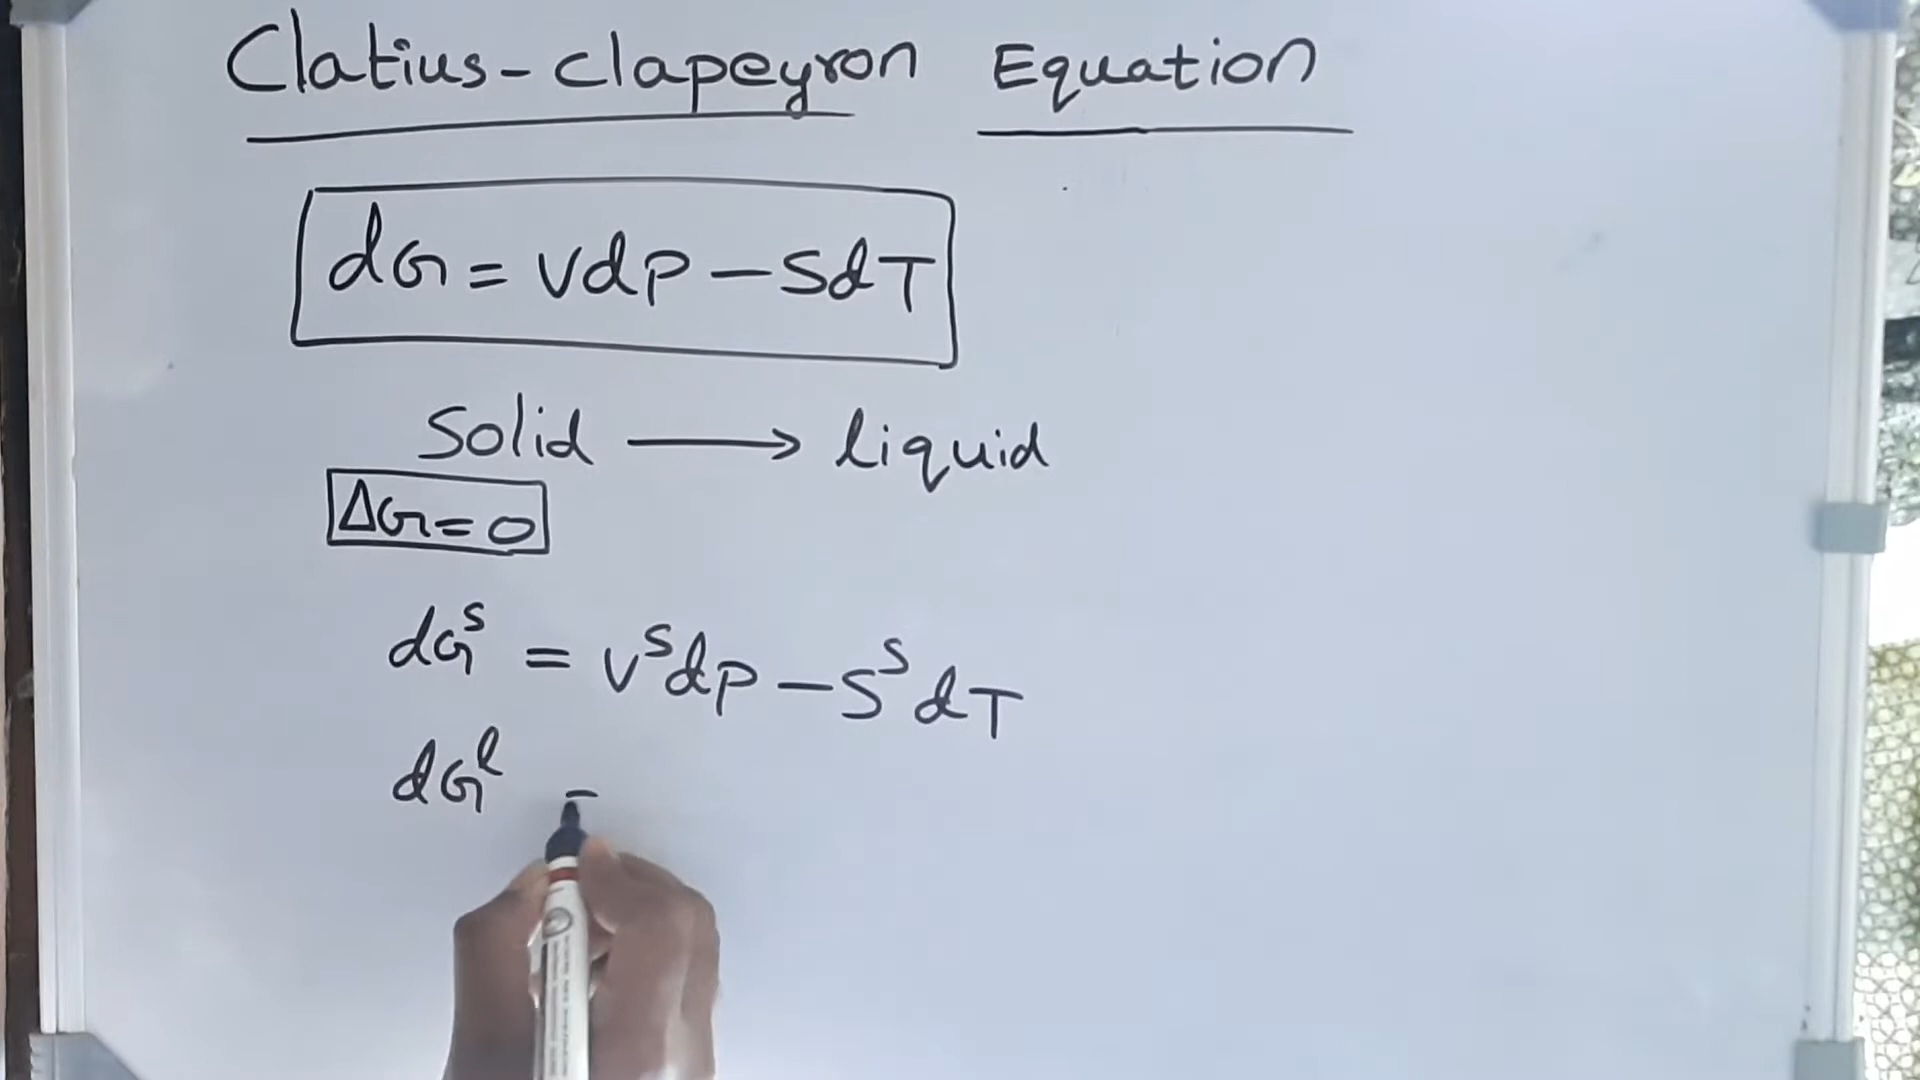 Clatius-clapeyron Equation
dG = VdP - SdT
Solid ⟶ liquid
ΔG = 0
dG^s = V^s dP - S^s dT
dG^l =